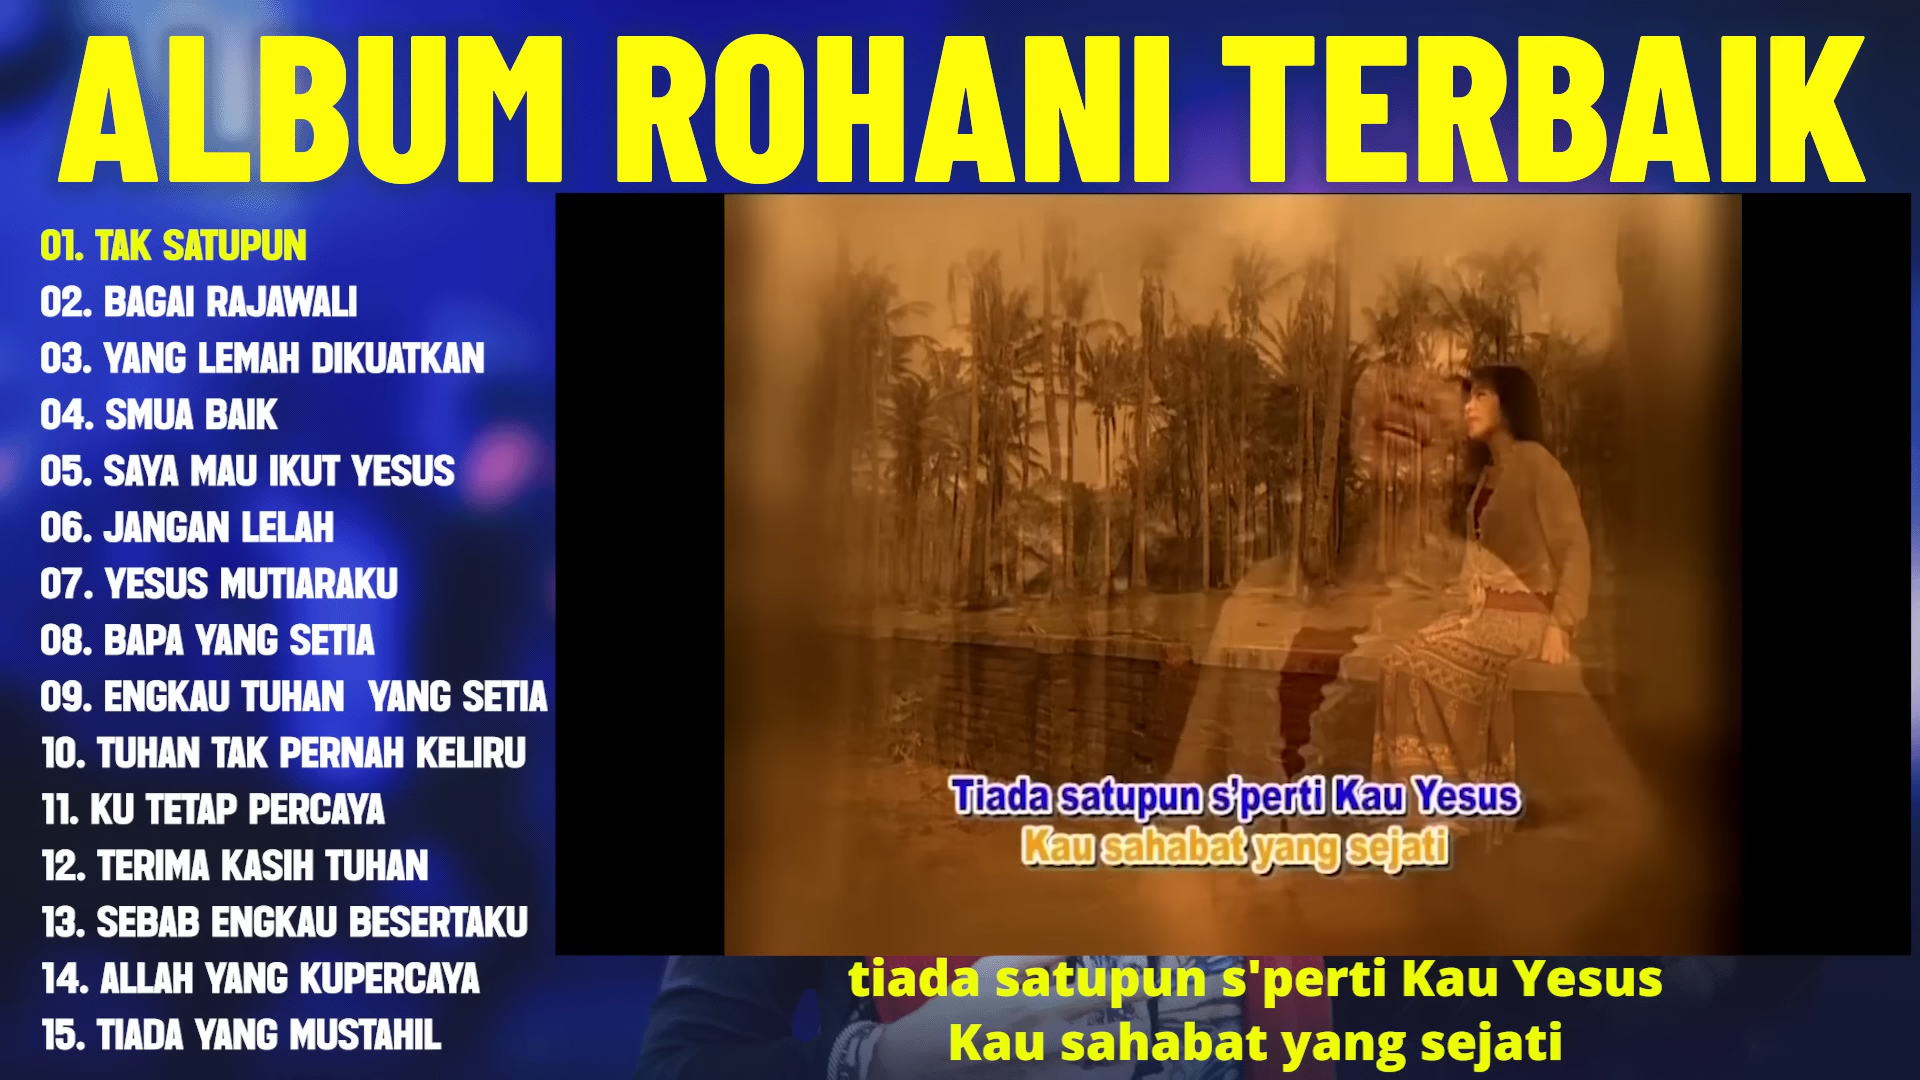 ALBUM ROHANI TERBAIK
01. TAK SATUPUN
02. BAGAI RAJAWALI
03. YANG LEMAH DIKUATKAN
04. SMUA BAIK
05. SAYA MAU IKUT YESUS
06. JANGAN LELAH
07. YESUS MUTIARAKU
08. BAPA YANG SETIA
09. ENGKAU TUHAN  YANG SETIA
10. TUHAN TAK PERNAH KELIRU
11. KU TETAP PERCAYA
12. TERIMA KASIH TUHAN
13. SEBAB ENGKAU BESERTAKU
14. ALLAH YANG KUPERCAYA
15. TIADA YANG MUSTAHIL
Tiada satupun s'perti Kau Yesus
Kau sahabat yang sejati
tiada satupun s'perti Kau Yesus
Kau sahabat yang sejati